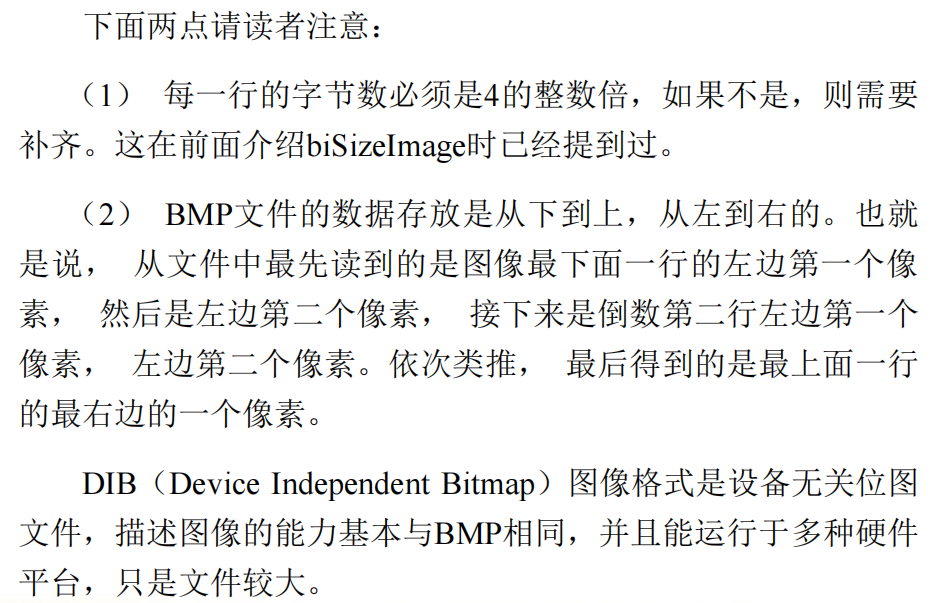 下面两点请读者注意：
（1） 每一行的字节数必须是4的整数倍，如果不是，则需要
补齐。这在前面介绍biSizeImage时已经提到过。
（2） BMP文件的数据存放是从下到上，从左到右的。也就
是说， 从文件中最先读到的是图像最下面一行的左边第一个像
素， 然后是左边第二个像素， 接下来是倒数第二行左边第一个
像素， 左边第二个像素。依次类推， 最后得到的是最上面一行
的最右边的一个像素。
DIB（Device Independent Bitmap）图像格式是设备无关位图
文件，描述图像的能力基本与BMP相同，并且能运行于多种硬件
平台，只是文件较大。